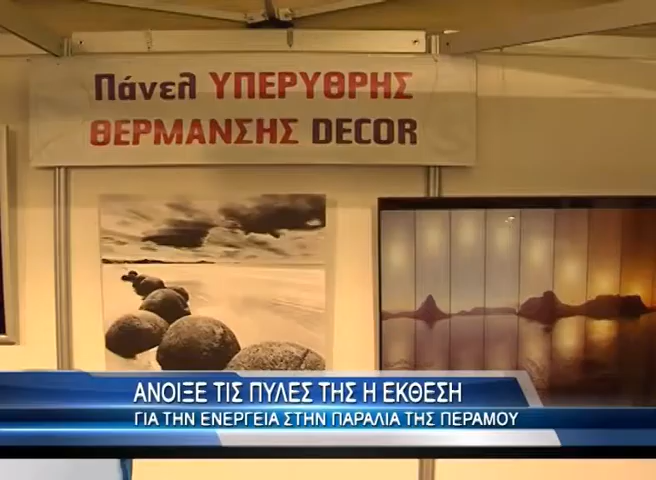 Πάνελ ΥΠΕΡΥΘΡΗΣ
ΘΕΡΜΑΝΣΗΣ DECOR
ΑΝΟΙΞΕ ΤΙΣ ΠΥΛΕΣ ΤΗΣ Η ΕΚΘΕΣΗ
ΓΙΑ ΤΗΝ ΕΝΕΡΓΕΙΑ ΣΤΗΝ ΠΑΡΑΛΙΑ ΤΗΣ ΠΕΡΑΜΟΥ